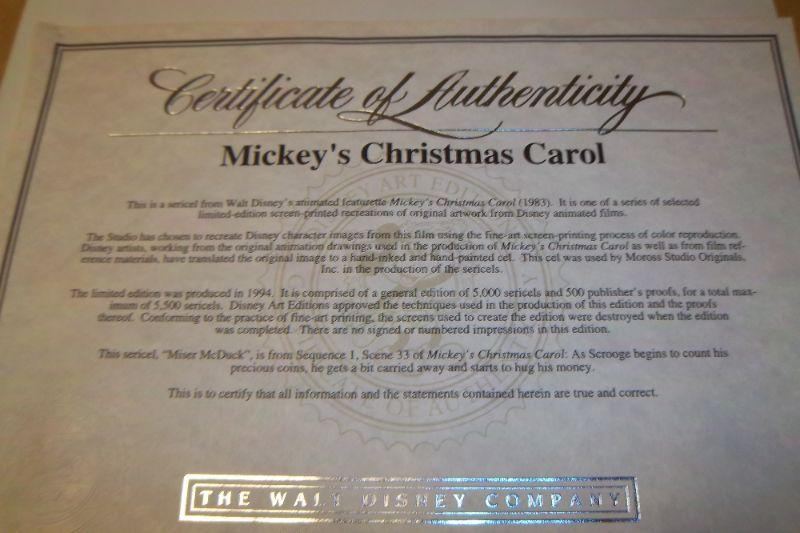 Certificate of Authenticity
Mickey's Christmas Carol
This is a sericel from Walt Disney's animated featurette Mickey's Christmas Carol (1983). It is one of a series of selected
limited-edition screen-printed recreations of original artwork from Disney animated films.
The Studio has chosen to recreate Disney character images from this film using the fine-art screen-printing process of color reproduction.
Disney artists, working from the original animation drawings used in the production of Mickey's Christmas Carol as well as from film ref-
erence materials, have translated the original image to a hand-inked and hand-painted cel. This cel was used by Moross Studio Originals,
Inc. in the production of the sericels.
The limited edition was produced in 1994. It is comprised of a general edition of 5,000 sericels and 500 publisher's proofs, for a total max-
imum of 5,500 sericels. Disney Art Editions approved the techniques used in the production of this edition and the proofs
thereof. Conforming to the practice of fine-art printing, the screens used to create the edition were destroyed when the edition
was completed. There are no signed or numbered impressions in this edition.
This sericel, "Miser McDuck", is from Sequence 1, Scene 33 of Mickey's Christmas Carol: As Scrooge begins to count his
precious coins, he gets a bit carried away and starts to hug his money.
This is to certify that all information and the statements contained herein are true and correct.
THE WALT DISNEY COMPANY